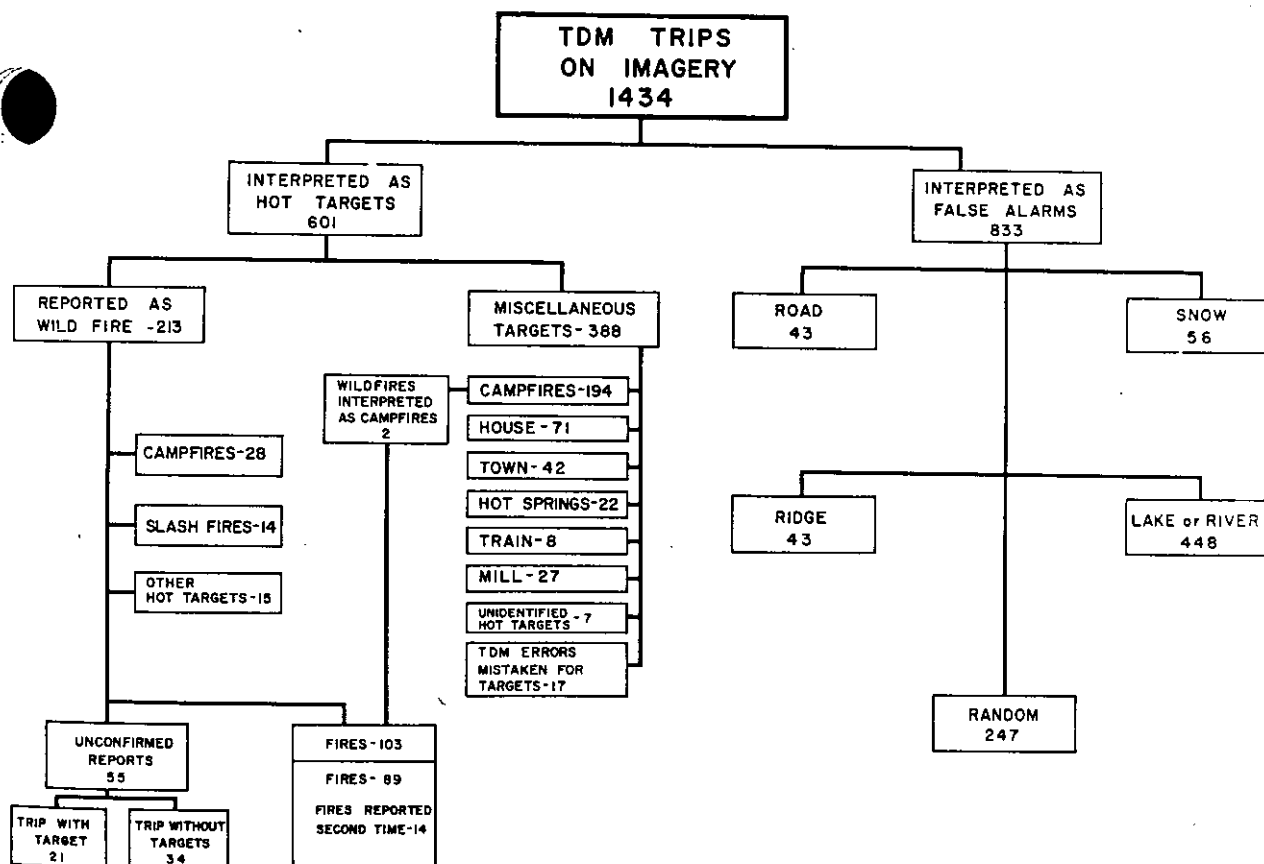 TDM TRIPS
ON IMAGERY
1434
INTERPRETED AS
HOT TARGETS
601
INTERPRETED AS
FALSE ALARMS
833
REPORTED AS
WILD FIRE -213
MISCELLANEOUS
TARGETS-388
ROAD
43
SNOW
56
WILDFIRES
INTERPRETED
AS CAMPFIRES
2
CAMPFIRES-194
HOUSE-71
TOWN-42
HOT SPRINGS-22
TRAIN-8
MILL-27
UNIDENTIFIED
HOT TARGETS -7
TDM ERRORS
MISTAKEN FOR
TARGETS-17
CAMPFIRES-28
SLASH FIRES-14
OTHER
HOT TARGETS-15
RIDGE
43
LAKE or RIVER
448
RANDOM
247
UNCONFIRMED
REPORTS
55
FIRES-103
FIRES-89
FIRES REPORTED
SECOND TIME-14
TRIP WITH
TARGET
21
TRIP WITHOUT
TARGETS
34